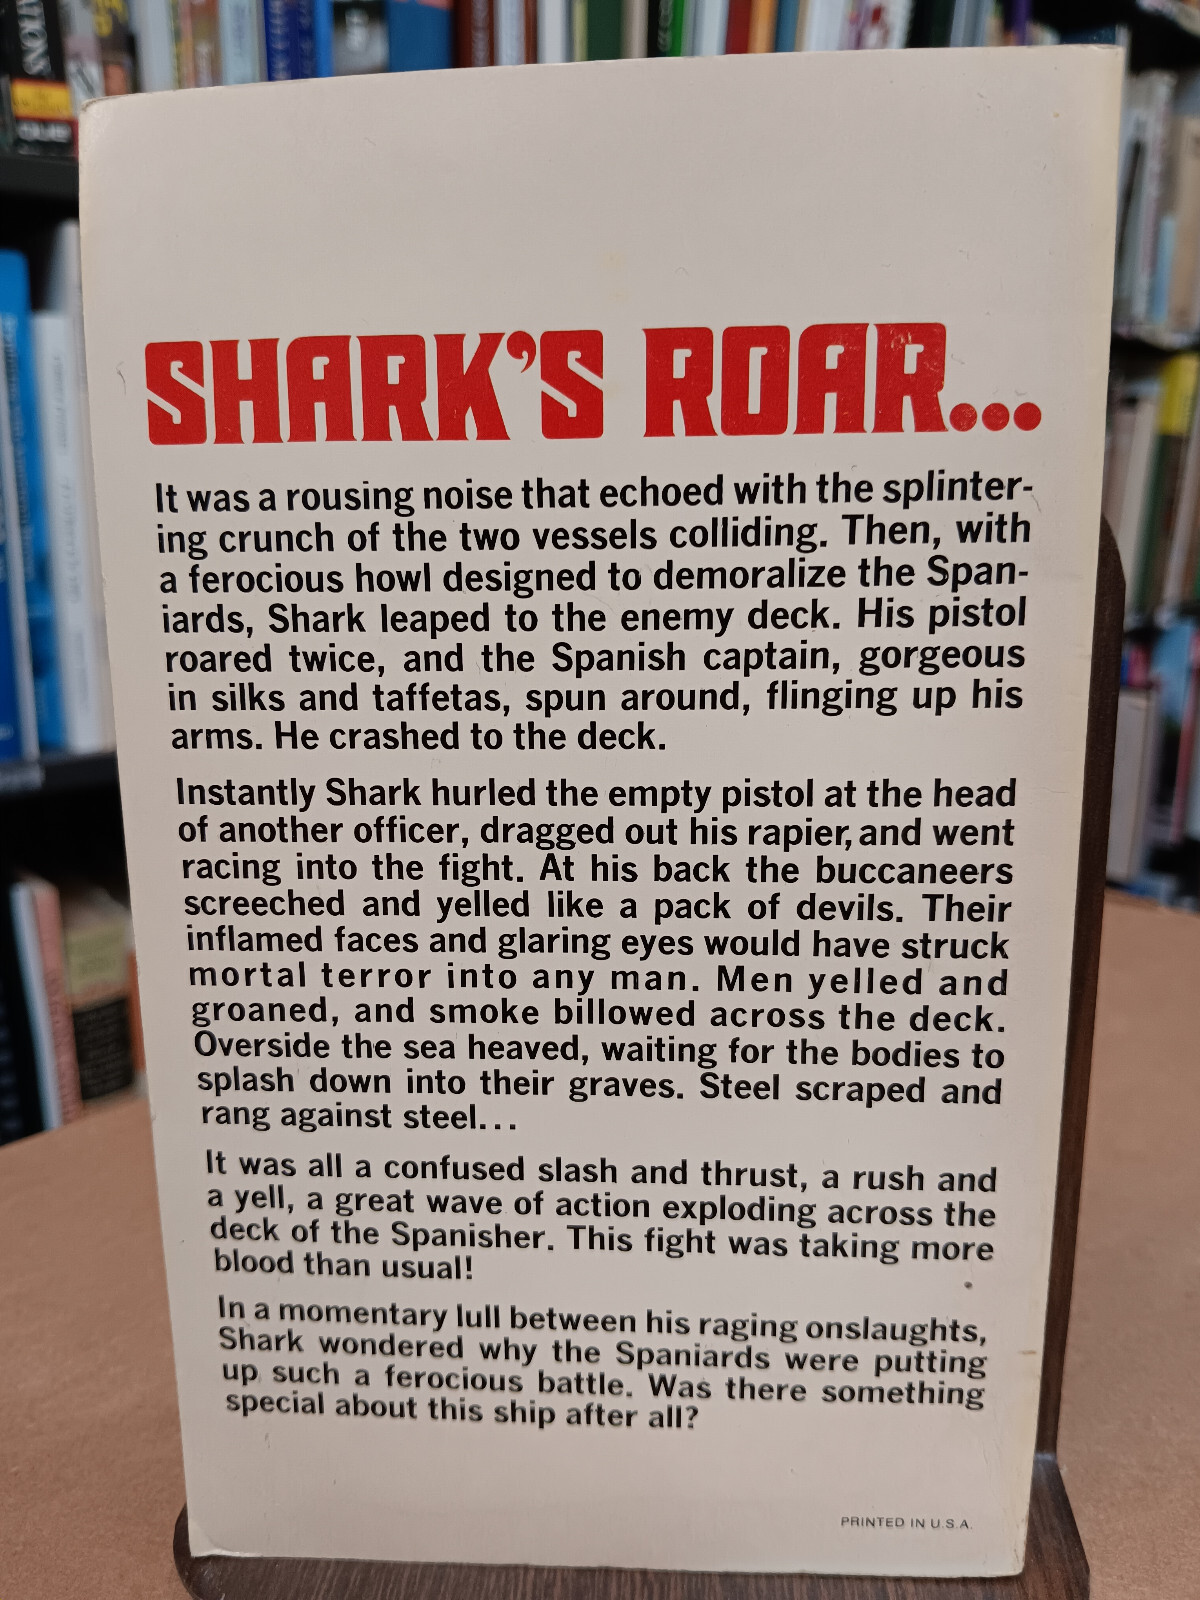 SHARK'S ROAR...
It was a rousing noise that echoed with the splinter-
ing crunch of the two vessels colliding. Then, with
a ferocious howl designed to demoralize the Span-
iards, Shark leaped to the enemy deck. His pistol
roared twice, and the Spanish captain, gorgeous
in silks and taffetas, spun around, flinging up his
arms. He crashed to the deck.
Instantly Shark hurled the empty pistol at the head
of another officer, dragged out his rapier, and went
racing into the fight. At his back the buccaneers
screeched and yelled like a pack of devils. Their
inflamed faces and glaring eyes would have struck
mortal terror into any man. Men yelled and
groaned, and smoke billowed across the deck.
Overside the sea heaved, waiting for the bodies to
splash down into their graves. Steel scraped and
rang against steel...
It was all a confused slash and thrust, a rush and
a yell, a great wave of action exploding across the
deck of the Spanisher. This fight was taking more
blood than usual!
In a momentary lull between his raging onslaughts,
Shark wondered why the Spaniards were putting
up such a ferocious battle. Was there something
special about this ship after all?
PRINTED IN U.S.A.